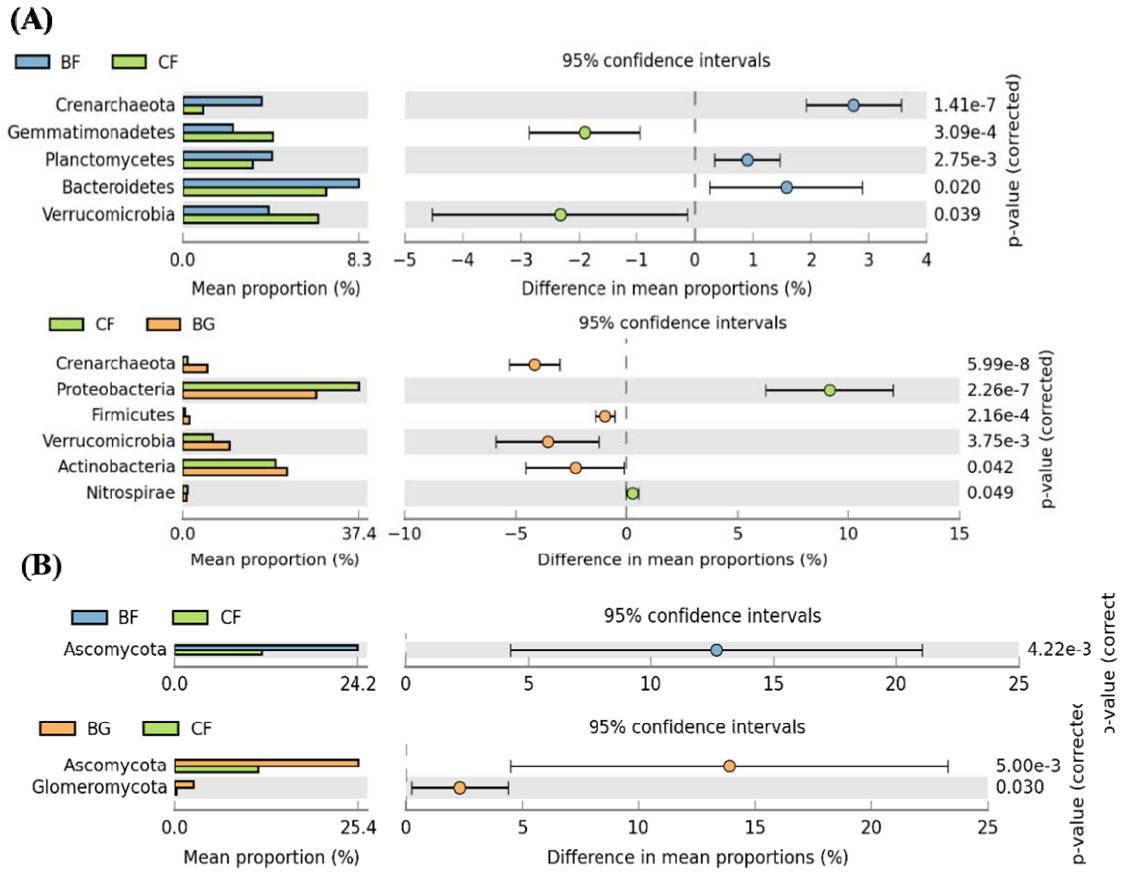 (A)
BF CF 95% confidence intervals
Crenarchaeota 1.41e-7
Gemmatimonadetes 3.09e-4
Planctomycetes 2.75e-3
Bacteroidetes 0.020
Verrucomicrobia 0.039
p-value (corrected)
0.0 8.3 −5 −4 −3 −2 −1 0 1 2 3 4
Mean proportion (%) Difference in mean proportions (%)
CF BG 95% confidence intervals
Crenarchaeota 5.99e-8
Proteobacteria 2.26e-7
Firmicutes 2.16e-4
Verrucomicrobia 3.75e-3
Actinobacteria 0.042
Nitrospirae 0.049
p-value (corrected)
0.0 37.4 −10 −5 0 5 10 15
Mean proportion (%) Difference in mean proportions (%)
(B)
BF CF 95% confidence intervals
Ascomycota 4.22e-3
p-value (correct
0.0 24.2 0 5 10 15 20 25
BG CF 95% confidence intervals
Ascomycota 5.00e-3
Glomeromycota 0.030
p-value (corrected
0.0 25.4 0 5 10 15 20 25
Mean proportion (%) Difference in mean proportions (%)